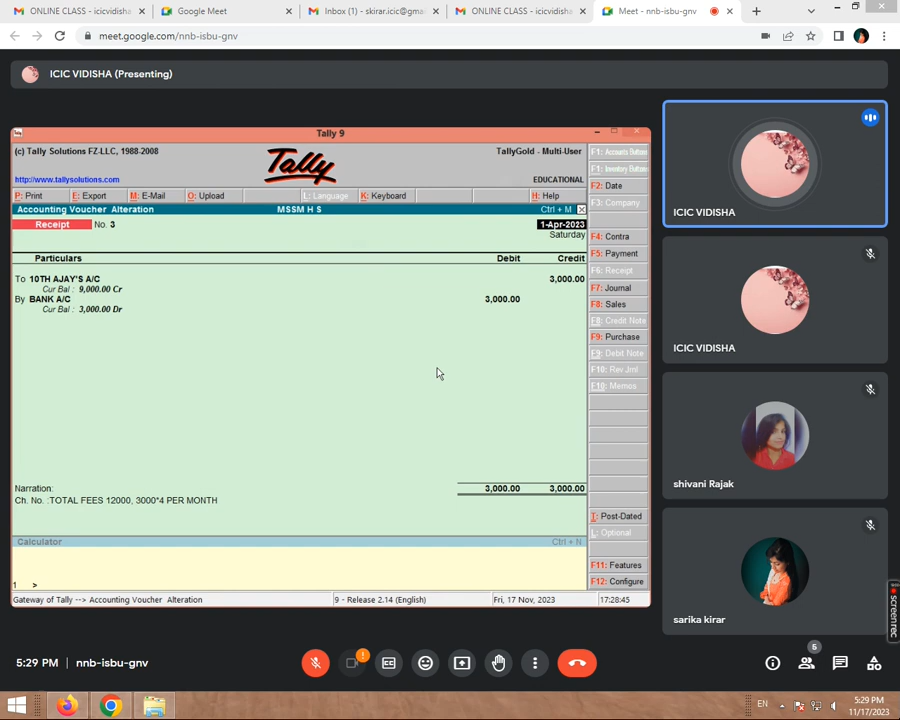 ONLINE CLASS - icicvidish
Google Meet
Inbox (1) - skirar.icic@gma
ONLINE CLASS - icicvidish
Meet - nnb-isbu-gnv
meet.google.com/nnb-isbu-gnv
ICIC VIDISHA (Presenting)
Tally 9
(c) Tally Solutions FZ-LLC, 1988-2008
Tally
TallyGold - Multi-User
http://www.tallysolutions.com
EDUCATIONAL
P: Print
E: Export
M: E-Mail
O: Upload
L: Language
K: Keyboard
H: Help
Accounting Voucher Alteration
MSSM H S
Ctrl + M
Receipt No. 3
1-Apr-2023
Saturday
Particulars
Debit
Credit
To 10TH AJAY'S A/C
3,000.00
Cur Bal : 9,000.00 Cr
By BANK A/C
3,000.00
Cur Bal : 3,000.00 Dr
Narration:
3,000.00
3,000.00
Ch. No. :TOTAL FEES 12000, 3000*4 PER MONTH
Calculator
Ctrl + N
1 >
Gateway of Tally --> Accounting Voucher Alteration
9 - Release 2.14 (English)
Fri, 17 Nov, 2023
17:28:45
F1: Accounts Buttons
F1: Inventory Buttons
F2: Date
F3: Company
F4: Contra
F5: Payment
F6: Receipt
F7: Journal
F8: Sales
F8: Credit Note
F9: Purchase
F9: Debit Note
F10: Rev Jrnl
F10: Memos
T: Post-Dated
L: Optional
F11: Features
F12: Configure
ICIC VIDISHA
ICIC VIDISHA
shivani Rajak
sarika kirar
screenrec
5:29 PM | nnb-isbu-gnv
5
EN
5:29 PM
11/17/2023